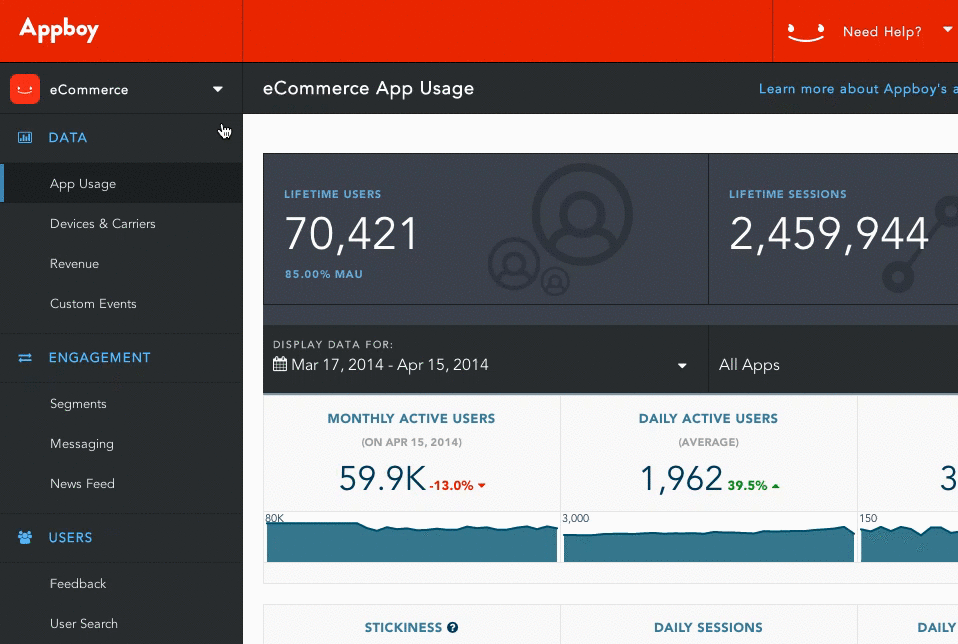 Appboy
Need Help?
eCommerce
eCommerce App Usage
Learn more about Appboy's a
DATA
App Usage
Devices & Carriers
Revenue
Custom Events
ENGAGEMENT
Segments
Messaging
News Feed
USERS
Feedback
User Search
LIFETIME USERS
70,421
85.00% MAU
LIFETIME SESSIONS
2,459,944
DISPLAY DATA FOR:
Mar 17, 2014 - Apr 15, 2014
All Apps
MONTHLY ACTIVE USERS
(ON APR 15, 2014)
59.9K -13.0%
80K
DAILY ACTIVE USERS
(AVERAGE)
1,962 39.5%
3,000
3
150
STICKINESS ?
DAILY SESSIONS
DAILY